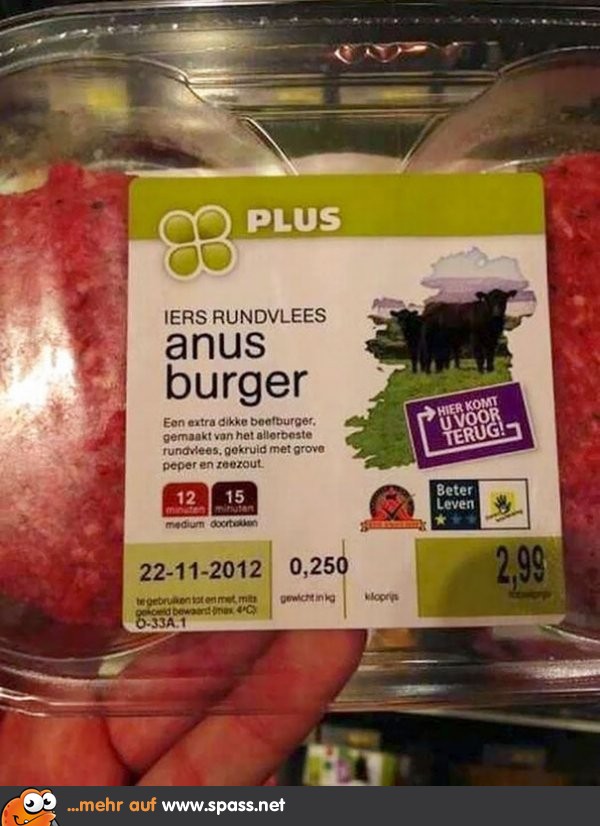 PLUS
IERS RUNDVLEES
anus
burger
Een extra dikke beefburger,
gemaakt van het allerbeste
rundvlees, gekruid met grove
peper en zeezout.
HIER KOMT
U VOOR
TERUG!
12 15
minuten minuten
medium doorbakken
Beter
Leven
22-11-2012 0,250 2,99
te gebruiken tot en met, mits
gekoeld bewaard (max. 4°C)
gewicht in kg kiloprijs
O-33A.1
...mehr auf www.spass.net